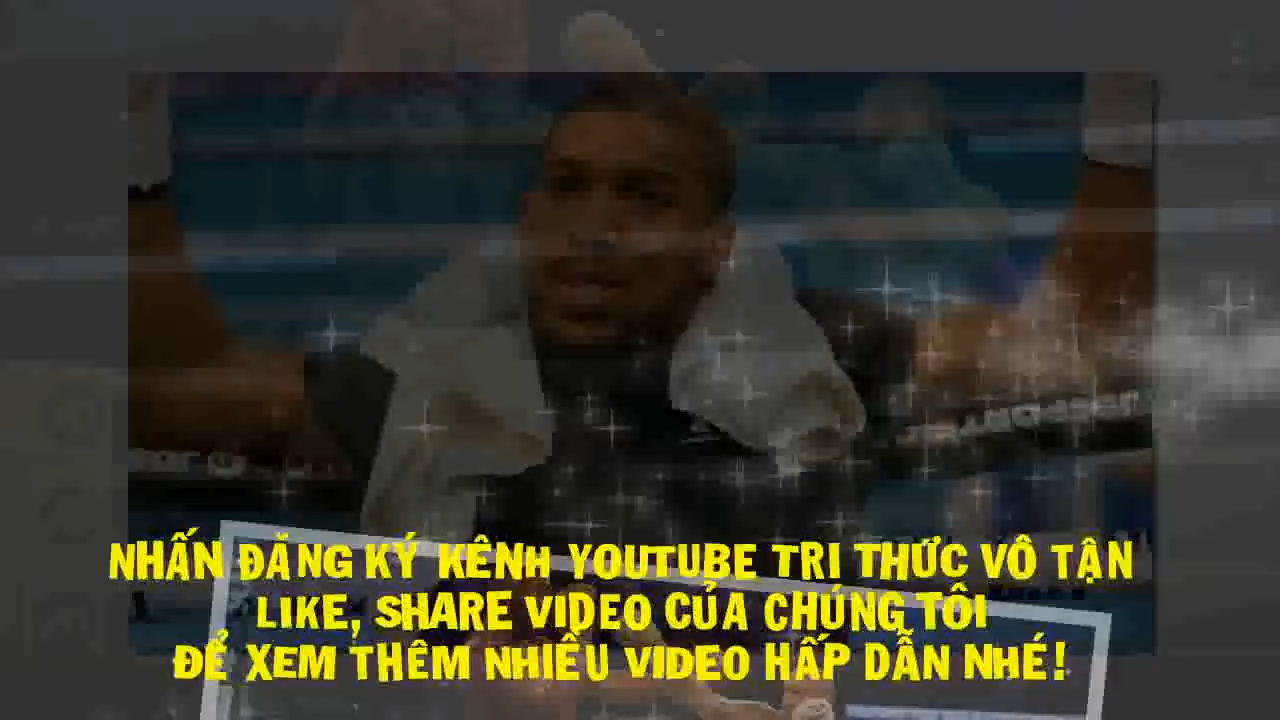 NHẤN ĐĂNG KÝ KÊNH YOUTUBE TRI THỨC VÔ TẬN
LIKE, SHARE VIDEO CỦA CHÚNG TÔI
ĐỂ XEM THÊM NHIỀU VIDEO HẤP DẪN NHÉ!